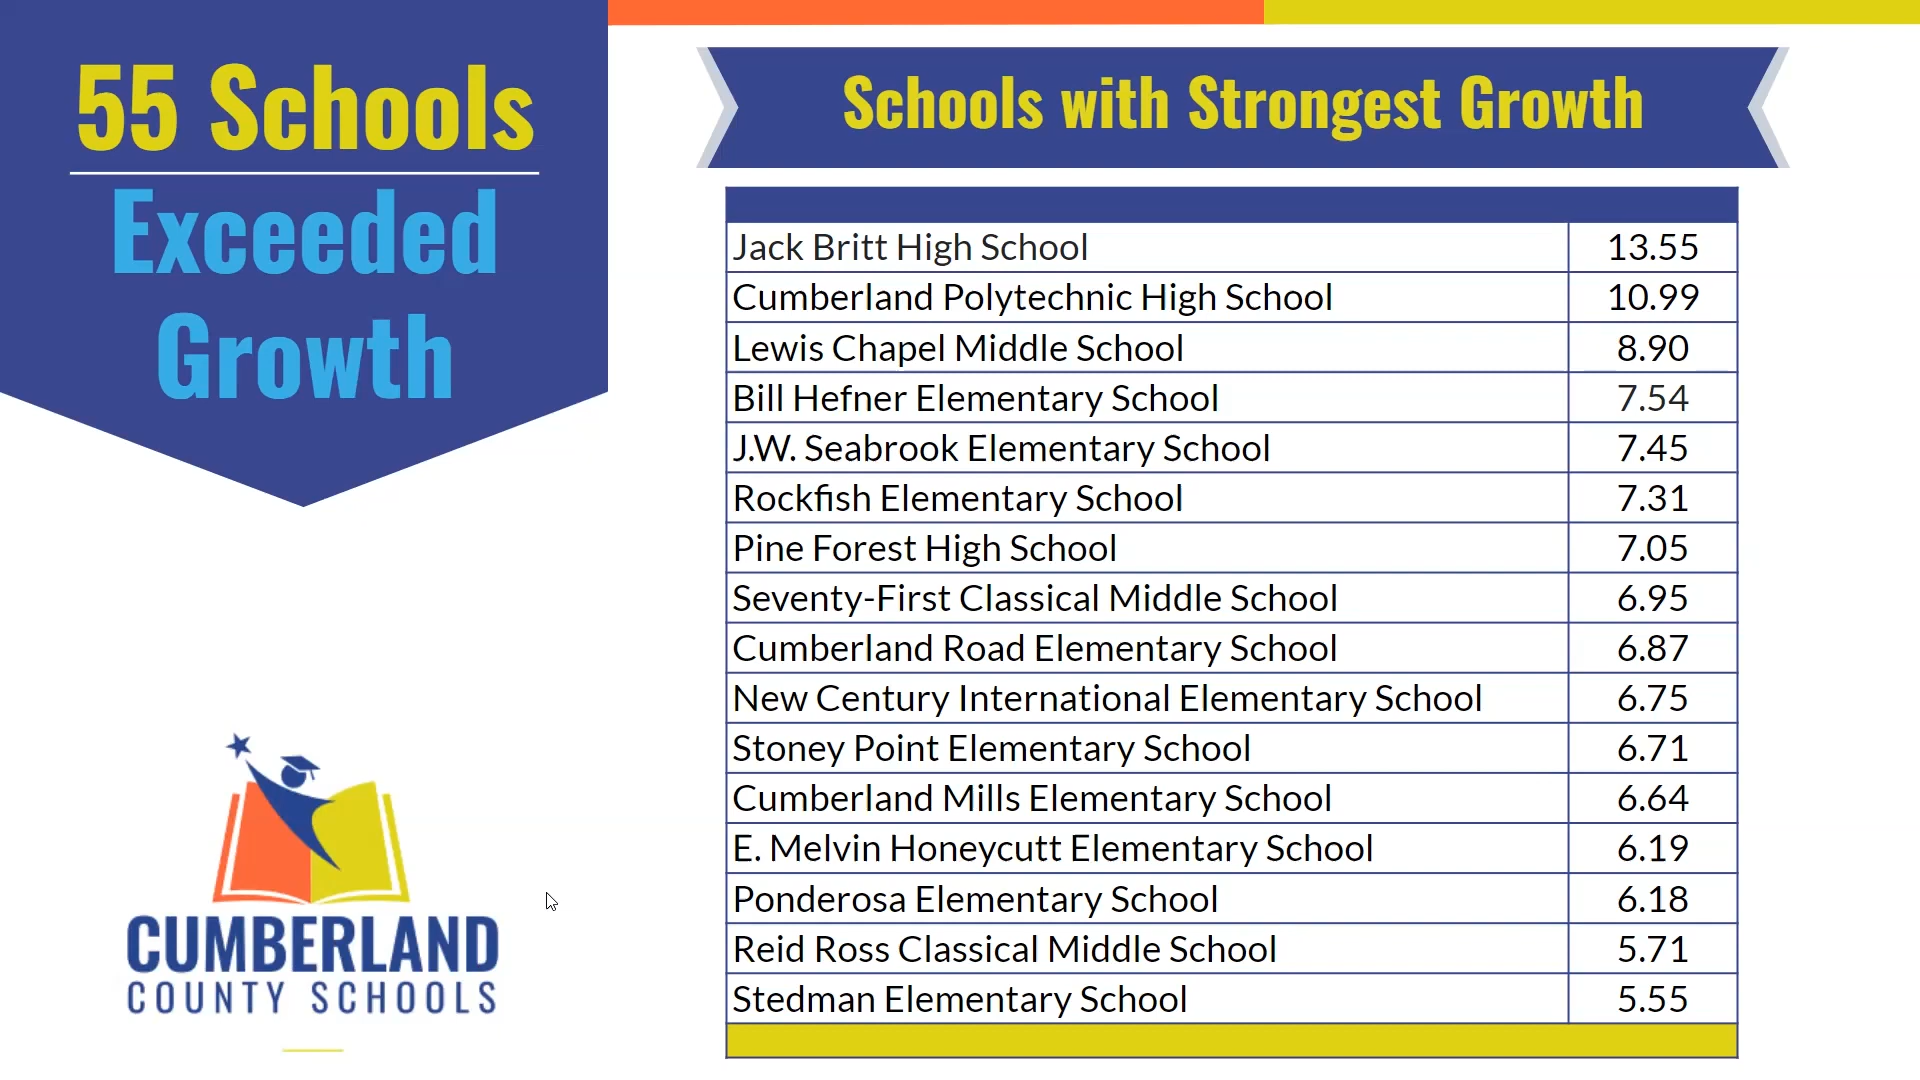 55 Schools
Exceeded
Growth
Schools with Strongest Growth
Jack Britt High School 13.55
Cumberland Polytechnic High School 10.99
Lewis Chapel Middle School 8.90
Bill Hefner Elementary School 7.54
J.W. Seabrook Elementary School 7.45
Rockfish Elementary School 7.31
Pine Forest High School 7.05
Seventy-First Classical Middle School 6.95
Cumberland Road Elementary School 6.87
New Century International Elementary School 6.75
Stoney Point Elementary School 6.71
Cumberland Mills Elementary School 6.64
E. Melvin Honeycutt Elementary School 6.19
Ponderosa Elementary School 6.18
Reid Ross Classical Middle School 5.71
Stedman Elementary School 5.55
CUMBERLAND
COUNTY SCHOOLS